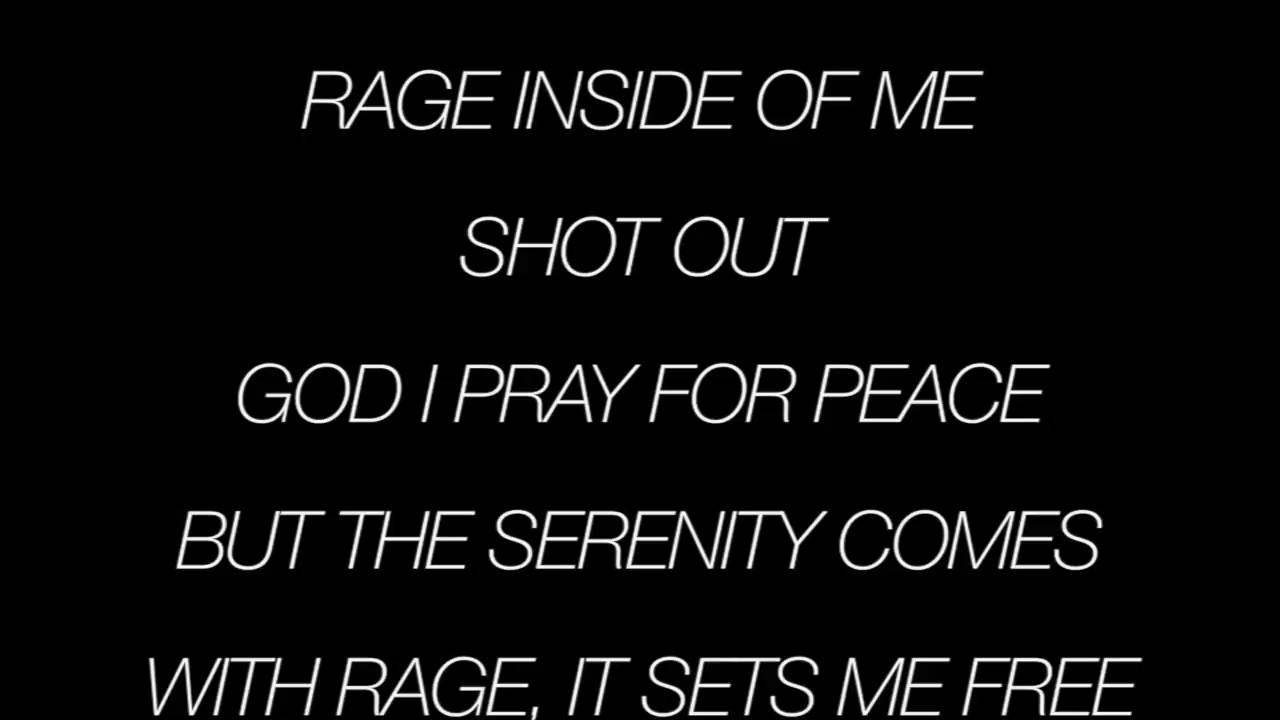 RAGE INSIDE OF ME
SHOT OUT
GOD I PRAY FOR PEACE
BUT THE SERENITY COMES
WITH RAGE, IT SETS ME FREE